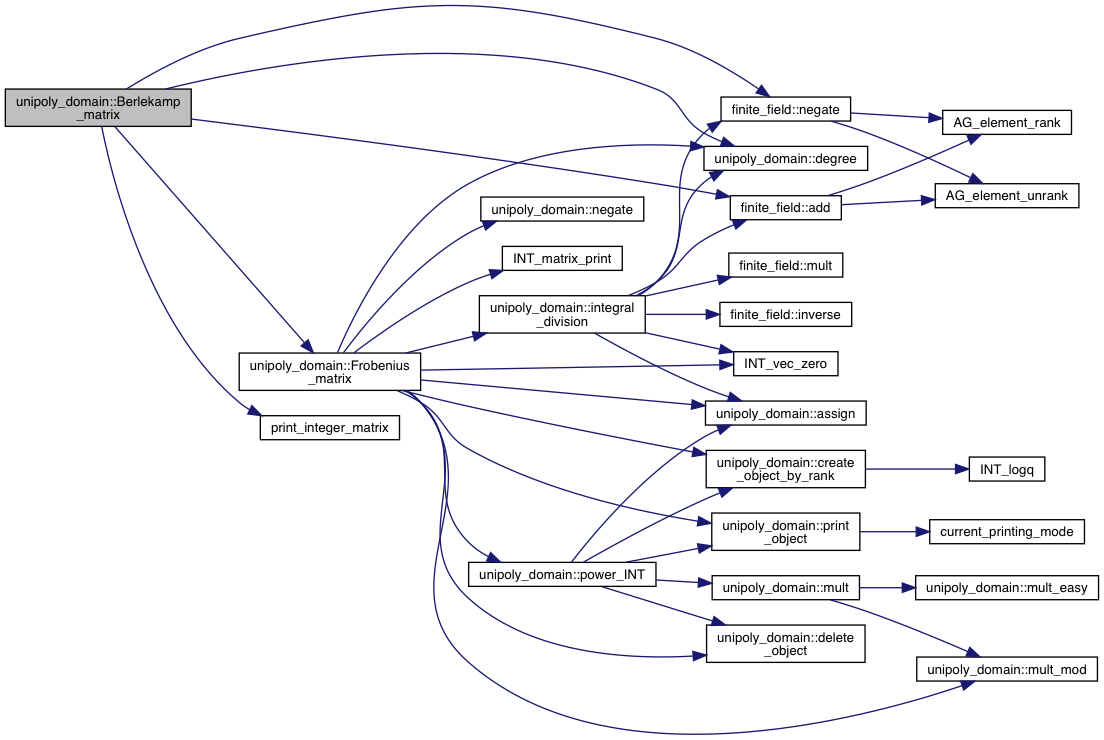 unipoly_domain::Berlekamp
_matrix
unipoly_domain::Frobenius
_matrix
print_integer_matrix
unipoly_domain::negate
INT_matrix_print
unipoly_domain::integral
_division
unipoly_domain::power_INT
finite_field::negate
unipoly_domain::degree
finite_field::add
finite_field::mult
finite_field::inverse
INT_vec_zero
unipoly_domain::assign
unipoly_domain::create
_object_by_rank
unipoly_domain::print
_object
unipoly_domain::mult
unipoly_domain::delete
_object
AG_element_rank
AG_element_unrank
INT_logq
current_printing_mode
unipoly_domain::mult_easy
unipoly_domain::mult_mod